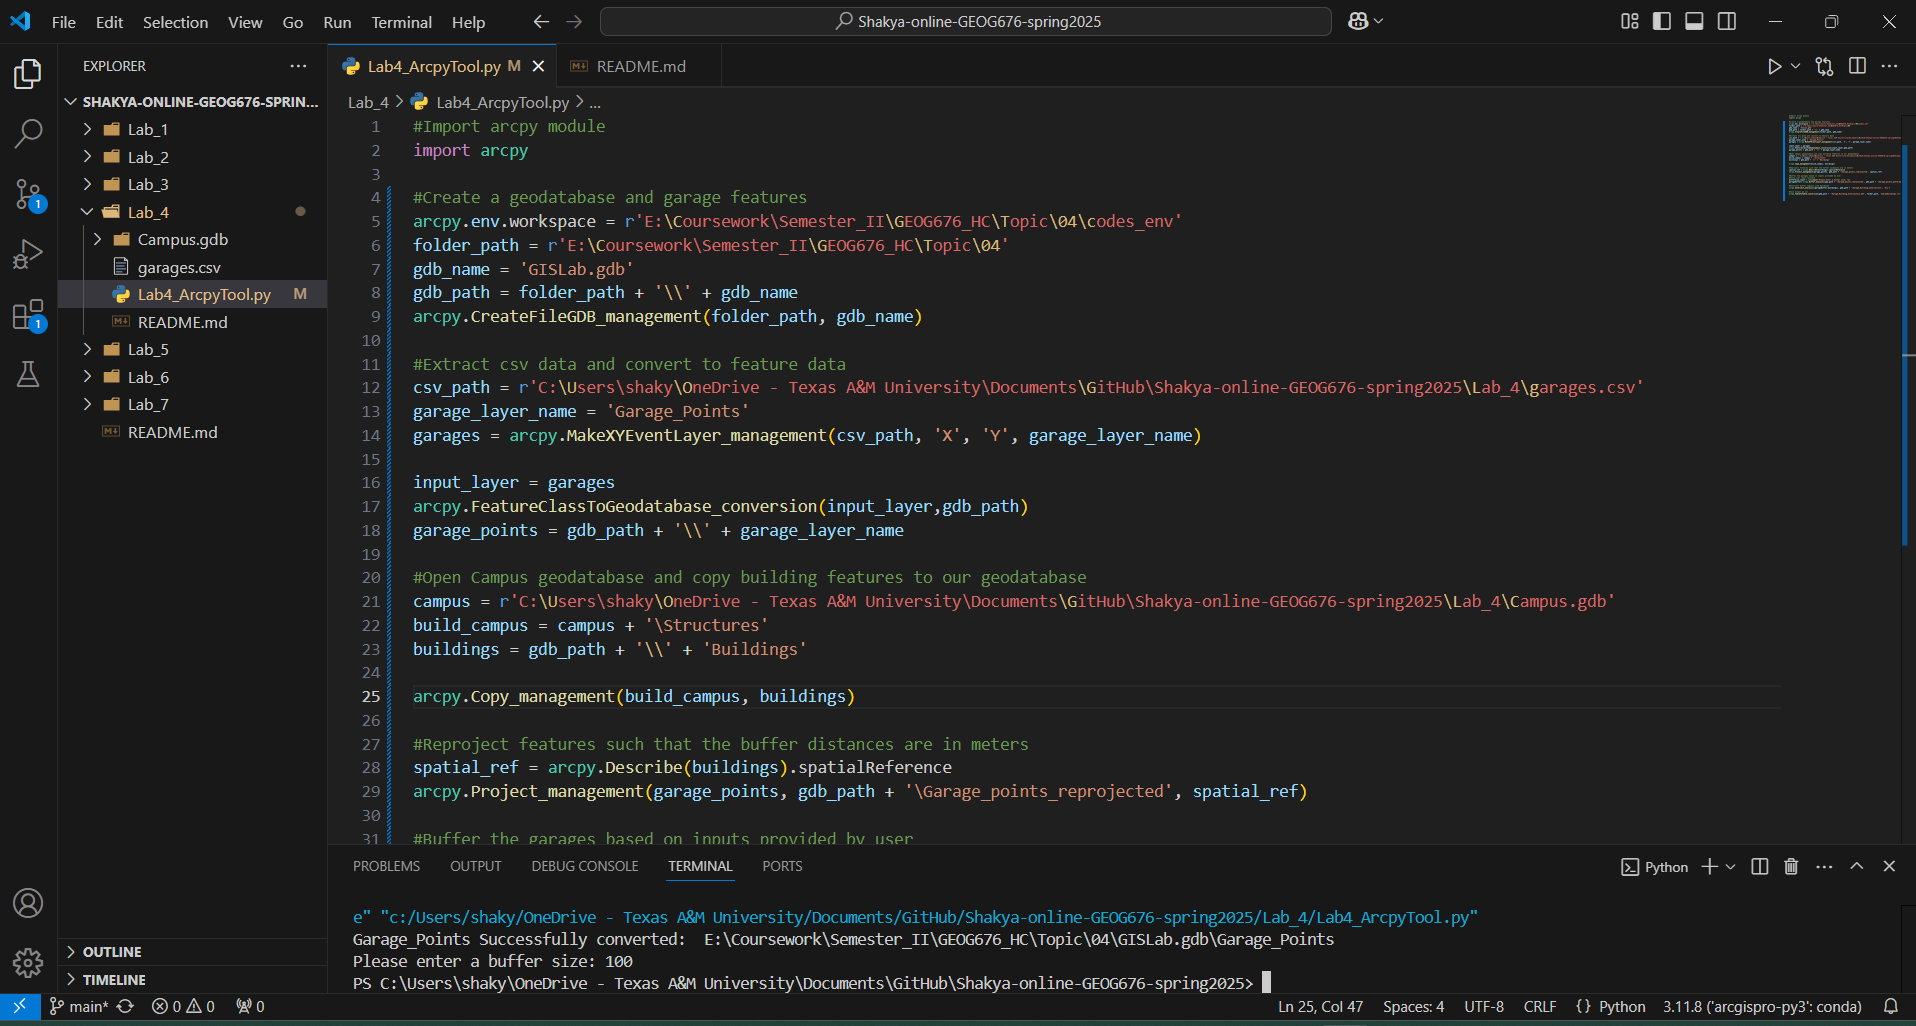 File Edit Selection View Go Run Terminal Help
Shakya-online-GEOG676-spring2025
EXPLORER
SHAKYA-ONLINE-GEOG676-SPRIN...
Lab_1
Lab_2
Lab_3
Lab_4
Campus.gdb
garages.csv
Lab4_ArcpyTool.py M
README.md
Lab_5
Lab_6
Lab_7
README.md
OUTLINE
TIMELINE
1
1
Lab4_ArcpyTool.py M
README.md
Lab_4 > Lab4_ArcpyTool.py > ...
1 #Import arcpy module
2 import arcpy
3
4 #Create a geodatabase and garage features
5 arcpy.env.workspace = r'E:\Coursework\Semester_II\GEOG676_HC\Topic\04\codes_env'
6 folder_path = r'E:\Coursework\Semester_II\GEOG676_HC\Topic\04'
7 gdb_name = 'GISLab.gdb'
8 gdb_path = folder_path + '\\' + gdb_name
9 arcpy.CreateFileGDB_management(folder_path, gdb_name)
10
11 #Extract csv data and convert to feature data
12 csv_path = r'C:\Users\shaky\OneDrive - Texas A&M University\Documents\GitHub\Shakya-online-GEOG676-spring2025\Lab_4\garages.csv'
13 garage_layer_name = 'Garage_Points'
14 garages = arcpy.MakeXYEventLayer_management(csv_path, 'X', 'Y', garage_layer_name)
15
16 input_layer = garages
17 arcpy.FeatureClassToGeodatabase_conversion(input_layer,gdb_path)
18 garage_points = gdb_path + '\\' + garage_layer_name
19
20 #Open Campus geodatabase and copy building features to our geodatabase
21 campus = r'C:\Users\shaky\OneDrive - Texas A&M University\Documents\GitHub\Shakya-online-GEOG676-spring2025\Lab_4\Campus.gdb'
22 build_campus = campus + '\Structures'
23 buildings = gdb_path + '\\' + 'Buildings'
24
25 arcpy.Copy_management(build_campus, buildings)
26
27 #Reproject features such that the buffer distances are in meters
28 spatial_ref = arcpy.Describe(buildings).spatialReference
29 arcpy.Project_management(garage_points, gdb_path + '\Garage_points_reprojected', spatial_ref)
30
31 #Buffer the garages based on inputs provided by user
PROBLEMS OUTPUT DEBUG CONSOLE TERMINAL PORTS
Python
e" "c:/Users/shaky/OneDrive - Texas A&M University/Documents/GitHub/Shakya-online-GEOG676-spring2025/Lab_4/Lab4_ArcpyTool.py"
Garage_Points Successfully converted:  E:\Coursework\Semester_II\GEOG676_HC\Topic\04\GISLab.gdb\Garage_Points
Please enter a buffer size: 100
PS C:\Users\shaky\OneDrive - Texas A&M University\Documents\GitHub\Shakya-online-GEOG676-spring2025>
main* 0 0 0 Ln 25, Col 47 Spaces: 4 UTF-8 CRLF {} Python 3.11.8 ('arcgispro-py3': conda)